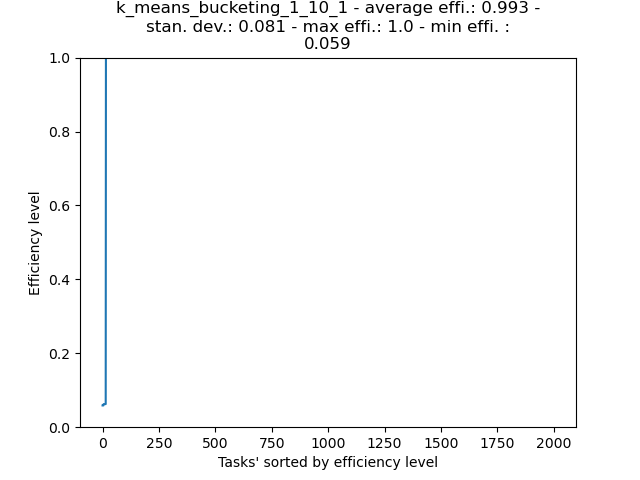 k_means_bucketing_1_10_1 - average effi.: 0.993 -
stan. dev.: 0.081 - max effi.: 1.0 - min effi. :
0.059
1.0
0.8
0.6
0.4
0.2
0.0
Efficiency level
0 250 500 750 1000 1250 1500 1750 2000
Tasks' sorted by efficiency level